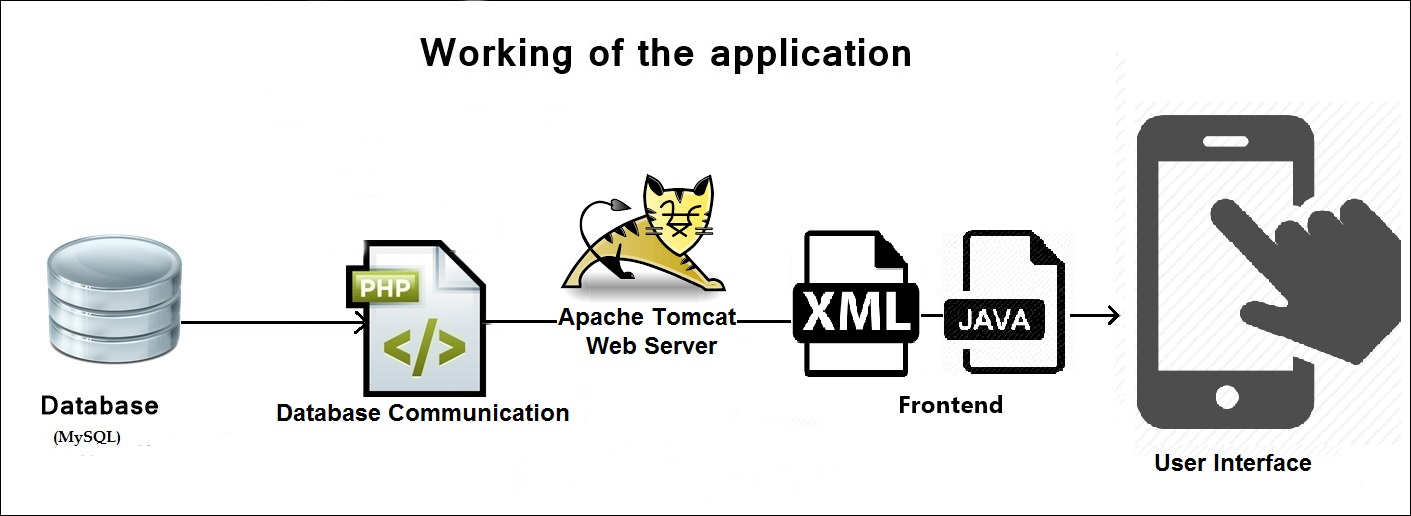 Working of the application
PHP
</>
Apache Tomcat
Web Server
XML
JAVA
Database
(MySQL)
Database Communication
Frontend
User Interface